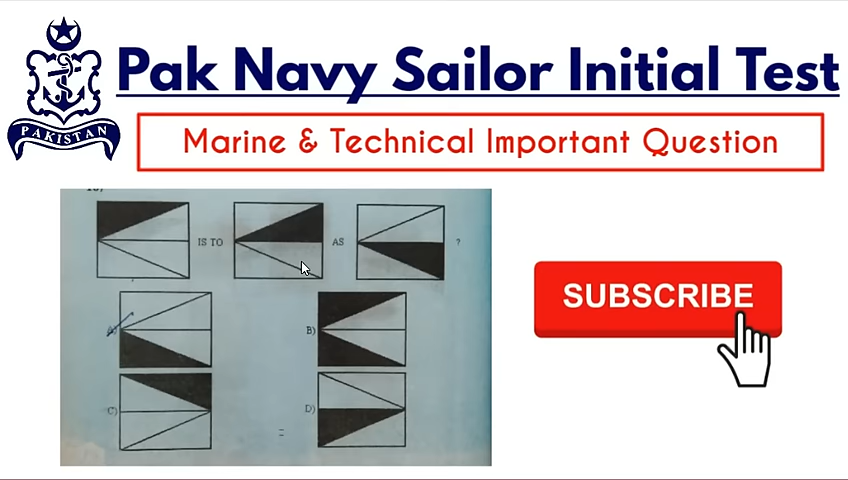 Pak Navy Sailor Initial Test
PAKISTAN
Marine & Technical Important Question
IS TO
AS
?
A)
B)
C)
D)
SUBSCRIBE